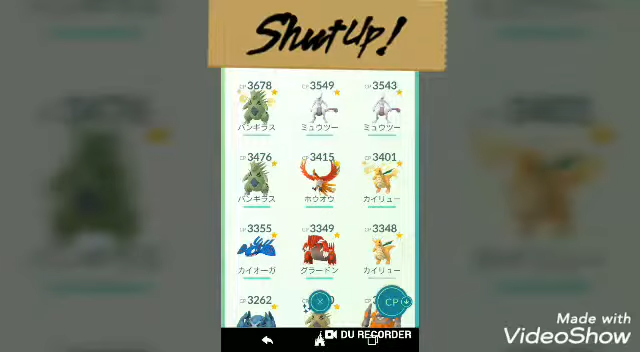 Shut Up!
CP3678 CP3549 CP3543
バンギラス ミュウツー ミュウツー
CP3476 CP3415 CP3401
バンギラス ホウオウ カイリュー
CP3355 CP3349 CP3348
カイオーガ グラードン カイリュー
CP3262
CP
DU RECORDER
Made with
VideoShow